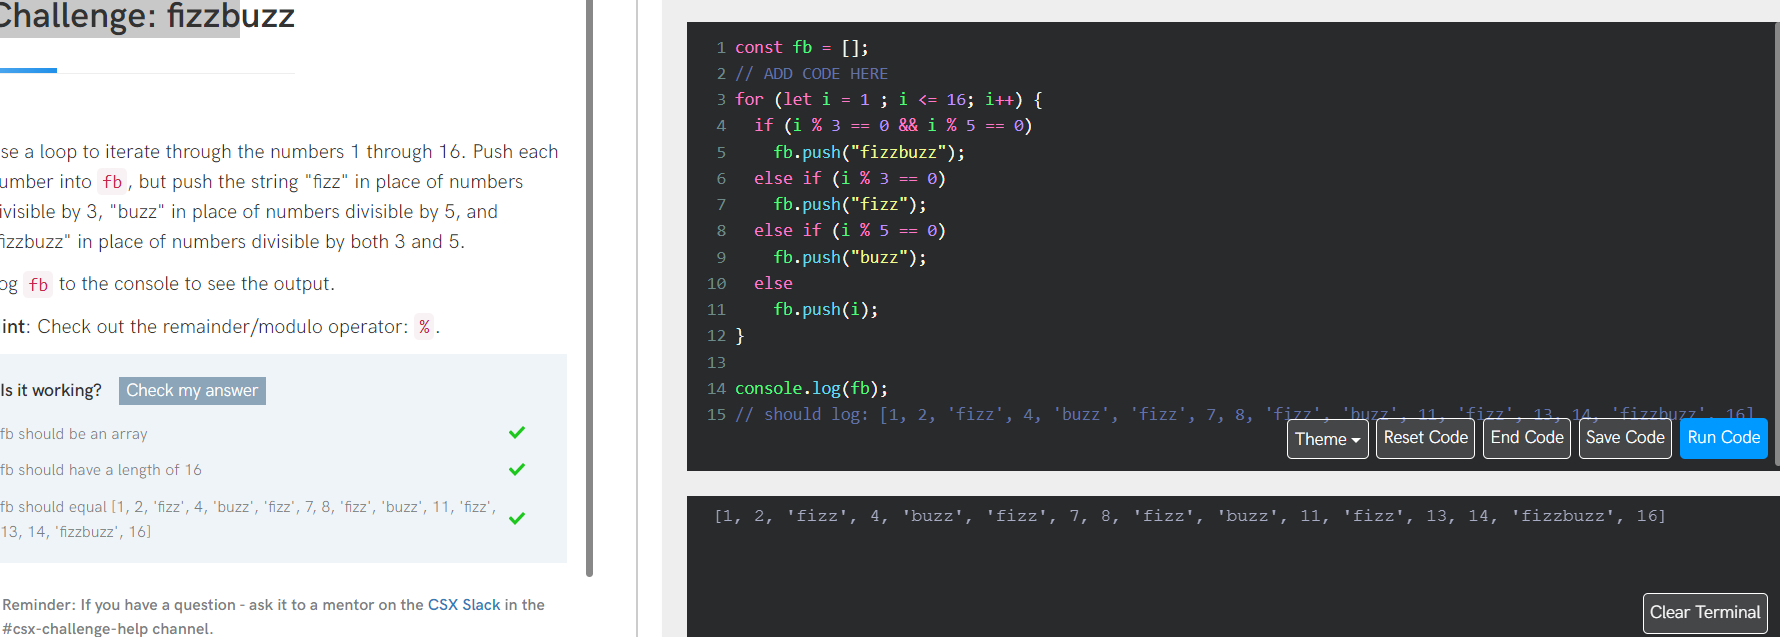 Challenge: fizzbuzz
se a loop to iterate through the numbers 1 through 16. Push each
umber into fb, but push the string "fizz" in place of numbers
ivisible by 3, "buzz" in place of numbers divisible by 5, and
fizzbuzz" in place of numbers divisible by both 3 and 5.
og fb to the console to see the output.
int: Check out the remainder/modulo operator: %.
Is it working? Check my answer
fb should be an array
fb should have a length of 16
fb should equal [1, 2, 'fizz', 4, 'buzz', 'fizz', 7, 8, 'fizz', 'buzz', 11, 'fizz',
13, 14, 'fizzbuzz', 16]
Reminder: If you have a question - ask it to a mentor on the CSX Slack in the
#csx-challenge-help channel.
1 const fb = [];
2 // ADD CODE HERE
3 for (let i = 1 ; i <= 16; i++) {
4 if (i % 3 == 0 && i % 5 == 0)
5 fb.push("fizzbuzz");
6 else if (i % 3 == 0)
7 fb.push("fizz");
8 else if (i % 5 == 0)
9 fb.push("buzz");
10 else
11 fb.push(i);
12 }
13
14 console.log(fb);
15 // should log: [1, 2, 'fizz', 4, 'buzz', 'fizz', 7, 8, 'fizz', 'buzz', 11, 'fizz', 13, 14, 'fizzbuzz', 16]
Theme Reset Code End Code Save Code Run Code
[1, 2, 'fizz', 4, 'buzz', 'fizz', 7, 8, 'fizz', 'buzz', 11, 'fizz', 13, 14, 'fizzbuzz', 16]
Clear Terminal